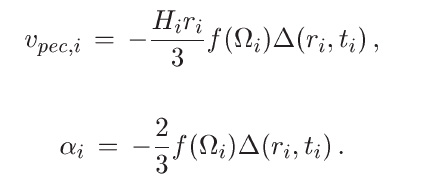 v_{pec,i} = -\frac{H_i r_i}{3} f(\Omega_i) \Delta(r_i, t_i) ,
\alpha_i = -\frac{2}{3} f(\Omega_i) \Delta(r_i, t_i) .